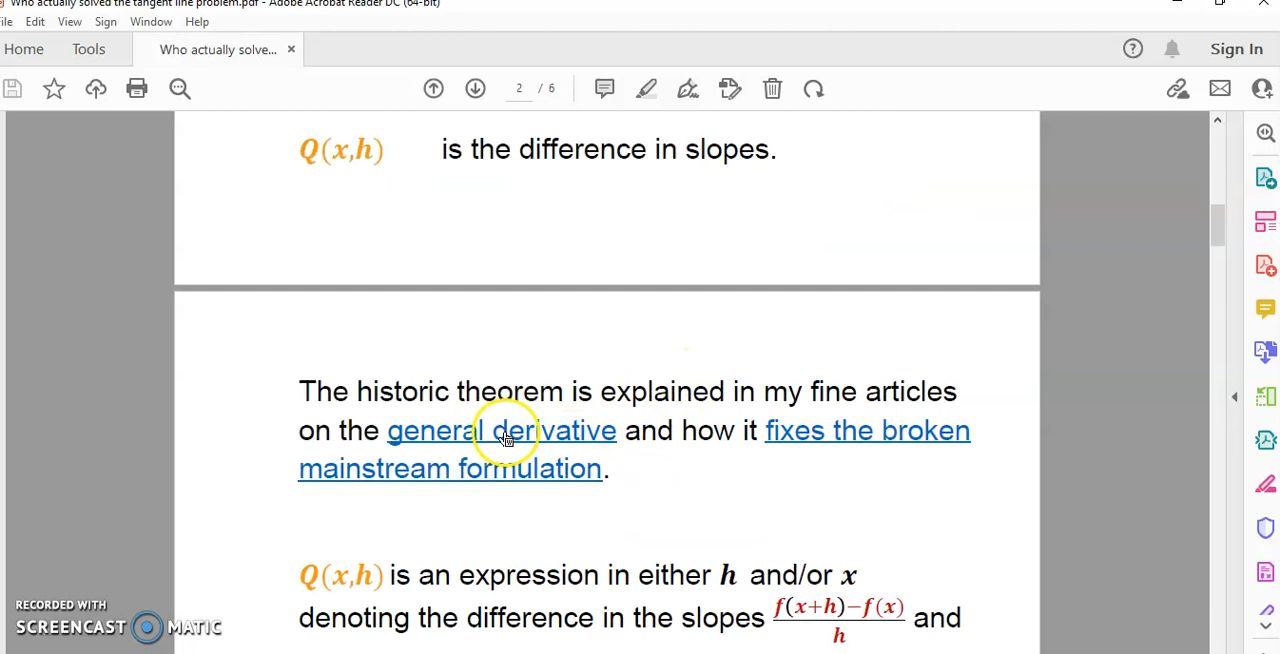 Who actually solved the tangent line problem.pdf - Adobe Acrobat Reader DC (64-bit)
File Edit View Sign Window Help
Home Tools Who actually solve... × Sign In
2 / 6
Q(x,h) is the difference in slopes.
The historic theorem is explained in my fine articles
on the general derivative and how it fixes the broken
mainstream formulation.
Q(x,h) is an expression in either h and/or x
denoting the difference in the slopes f(x+h)−f(x)/h and
RECORDED WITH
SCREENCAST MATIC